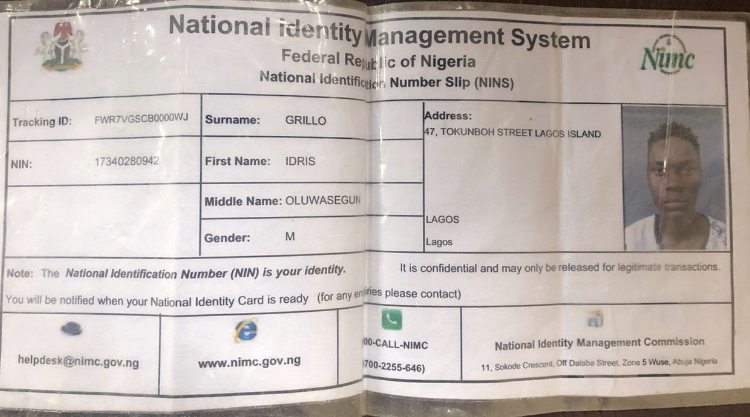 National Identity Management System
Federal Republic of Nigeria
National Identification Number Slip (NINS)
Nimc
Tracking ID: FWR7VGSCB0000WJ
Surname: GRILLO
Address:
47, TOKUNBOH STREET LAGOS ISLAND
NIN: 17340280942
First Name: IDRIS
Middle Name: OLUWASEGUN
Gender: M
LAGOS
Lagos
Note: The National Identification Number (NIN) is your identity.
It is confidential and may only be released for legitimate transactions.
You will be notified when your National Identity Card is ready (for any enries please contact)
helpdesk@nimc.gov.ng
www.nimc.gov.ng
00-CALL-NIMC
700-2255-646)
National Identity Management Commission
11, Sokode Crescent, Off Dalaba Street, Zone 5 Wuse, Abuja Nigeria